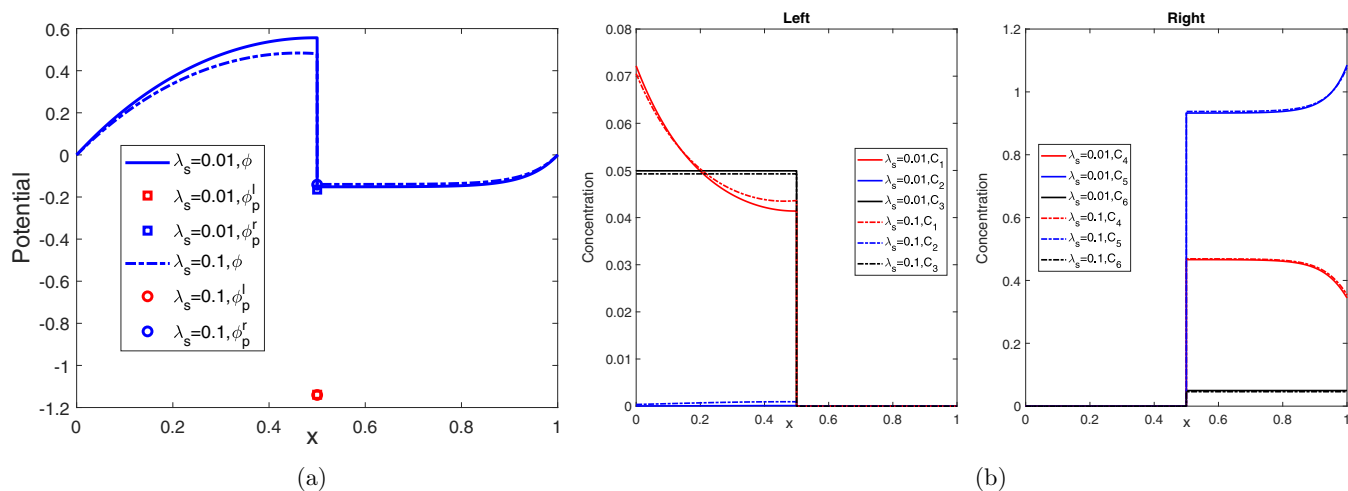 0.6
0.4
0.2
0
-0.2
-0.4
-0.6
-0.8
-1
-1.2
Potential
0
0.2
0.4
0.6
0.8
1
x
λs=0.01,ϕ
λs=0.01,ϕp^l
λs=0.01,ϕp^r
λs=0.1,ϕ
λs=0.1,ϕp^l
λs=0.1,ϕp^r
(a)
Left
0.08
0.07
0.06
0.05
0.04
0.03
0.02
0.01
0
Concentration
0
0.2
0.4
0.6
0.8
1
x
λs=0.01,C1
λs=0.01,C2
λs=0.01,C3
λs=0.1,C1
λs=0.1,C2
λs=0.1,C3
Right
1.2
1
0.8
0.6
0.4
0.2
0
Concentration
0
0.2
0.4
0.6
0.8
1
x
λs=0.01,C4
λs=0.01,C5
λs=0.01,C6
λs=0.1,C4
λs=0.1,C5
λs=0.1,C6
(b)